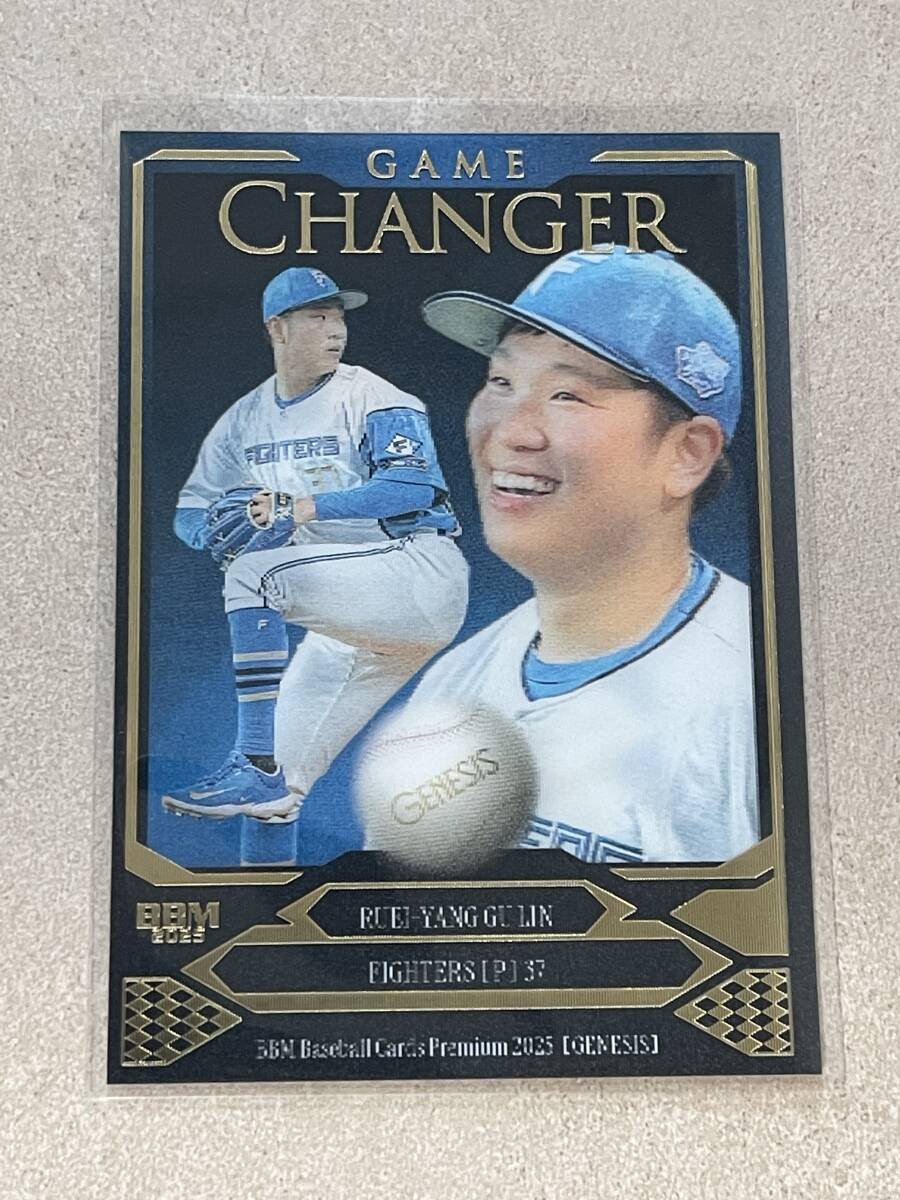 GAME
CHANGER
FIGHTERS
F
GENESIS
BBM
2025
RUEI-YANG GU LIN
FIGHTERS [P] 37
BBM Baseball Cards Premium 2025 [GENESIS]